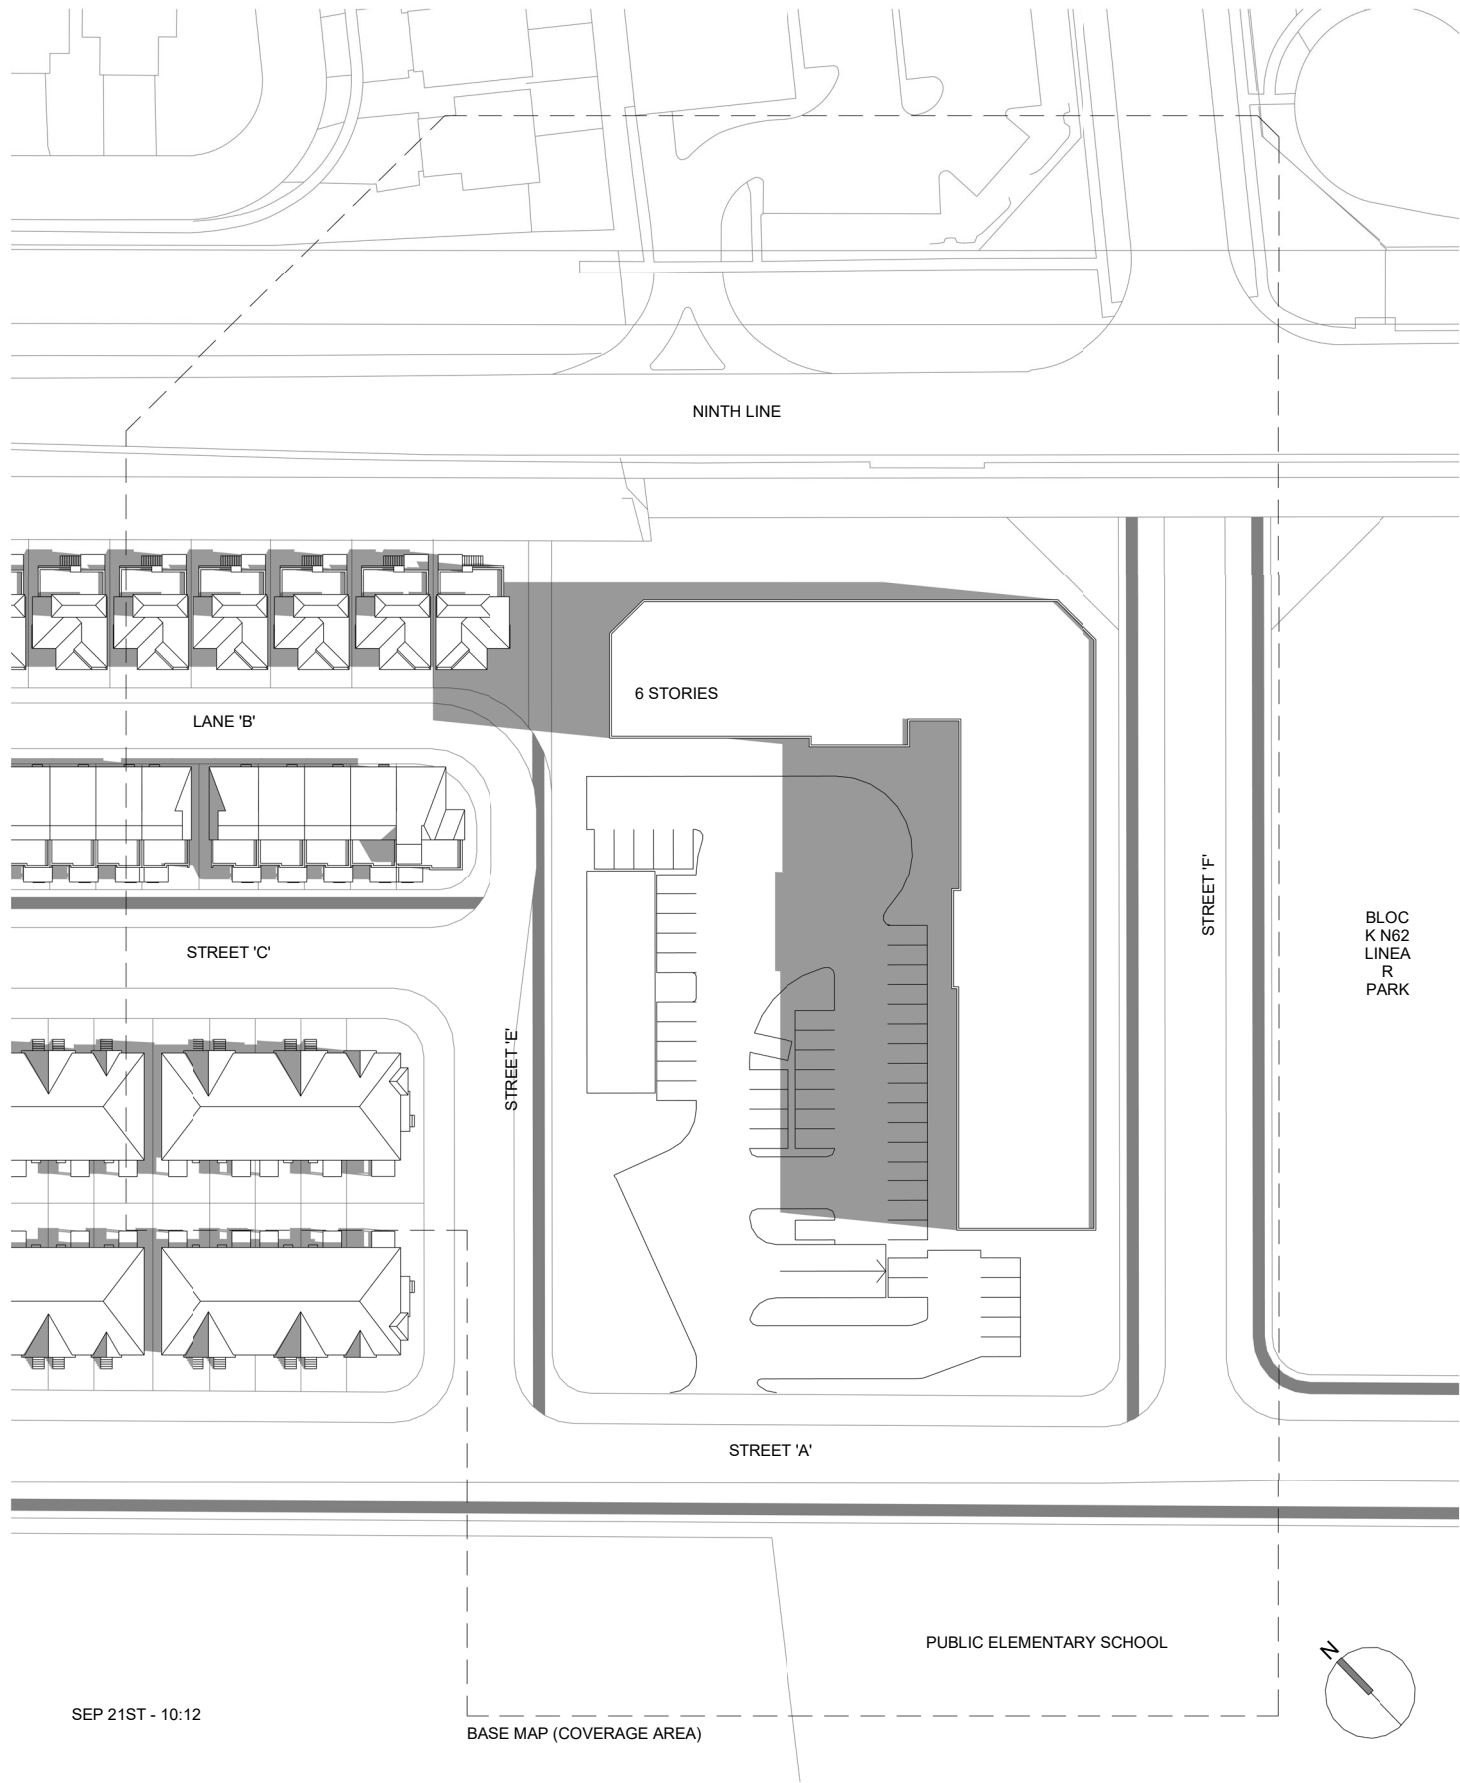 NINTH LINE
6 STORIES
LANE 'B'
STREET 'F'
BLOC
K N62
LINEA
R
PARK
STREET 'C'
STREET 'E'
STREET 'A'
PUBLIC ELEMENTARY SCHOOL
N
SEP 21ST - 10:12
BASE MAP (COVERAGE AREA)